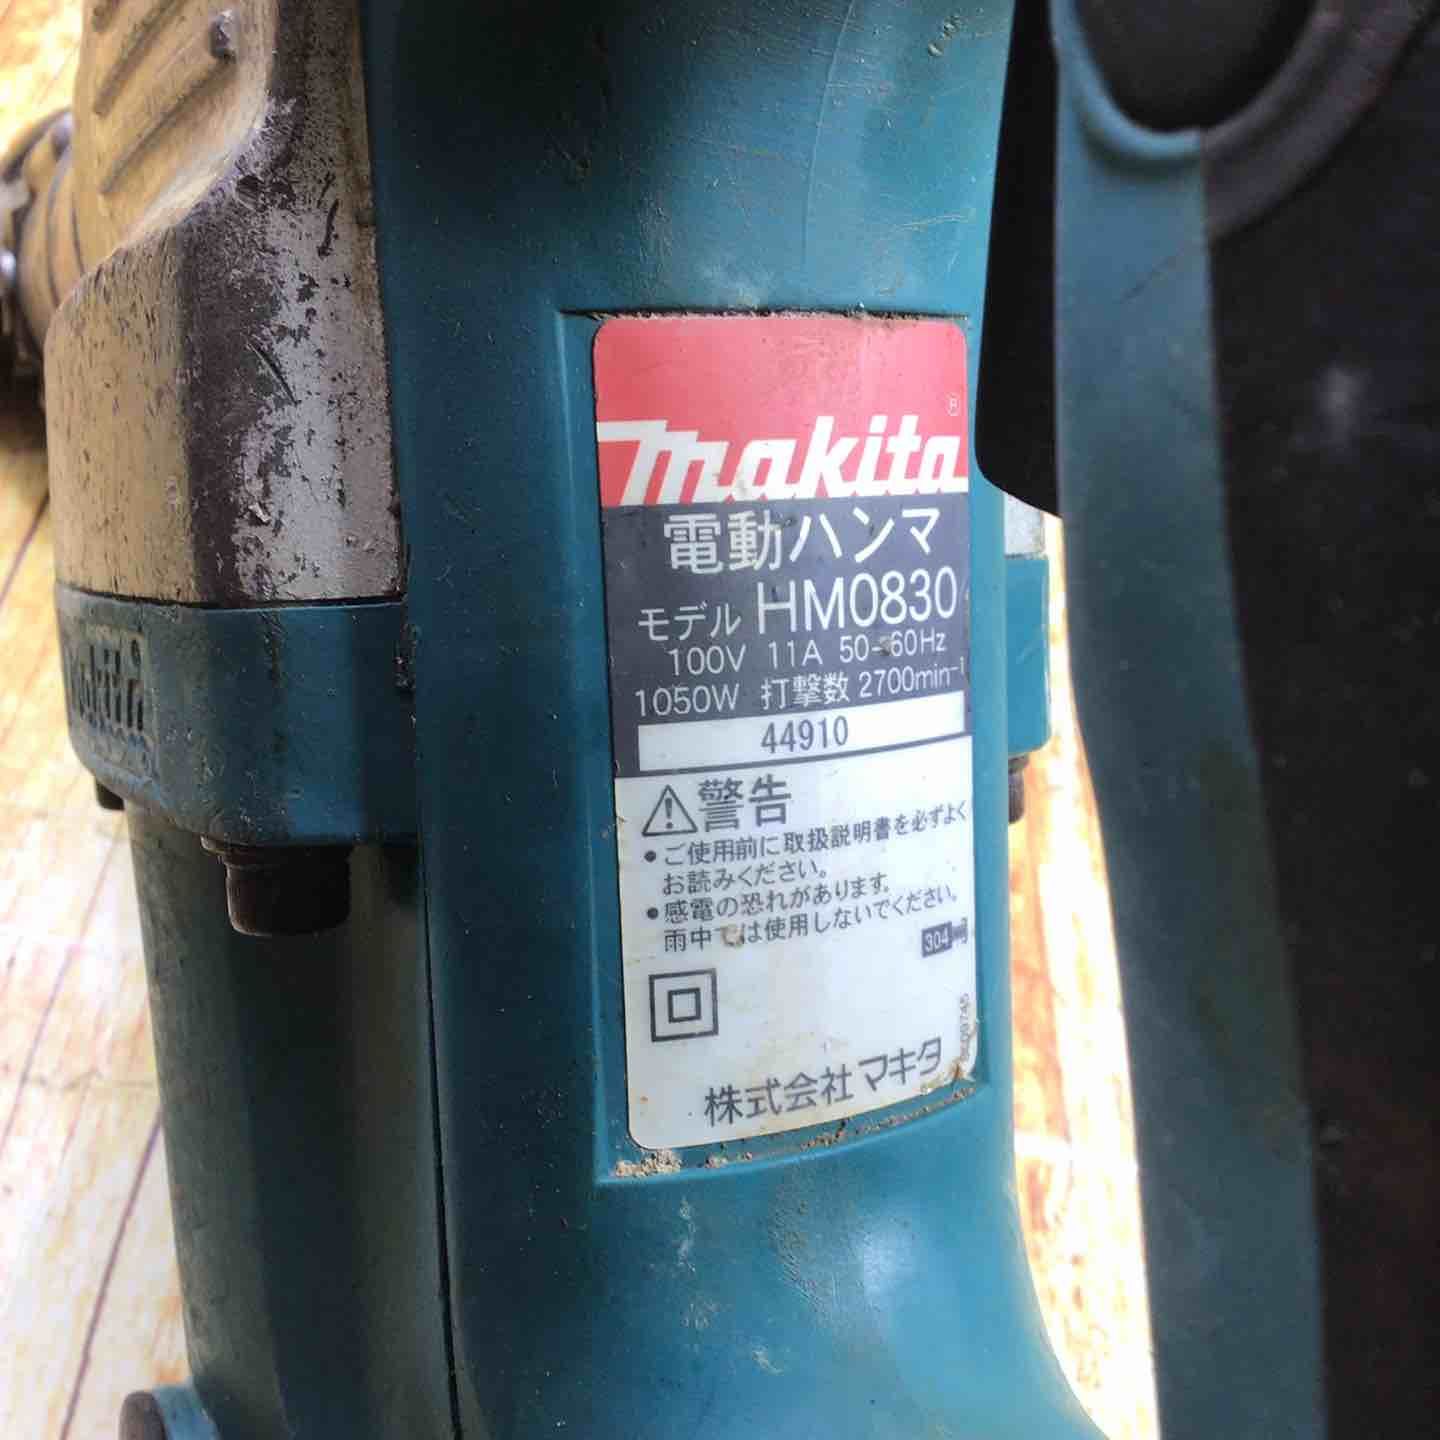 makita
®
電動ハンマ
モデル HM0830
100V 11A 50-60Hz
1050W 打撃数 2700min⁻¹
44910
警告
• ご使用前に取扱説明書を必ずよく
お読みください。
• 感電の恐れがあります。
雨中では使用しないでください。
304
株式会社マキタ
makita